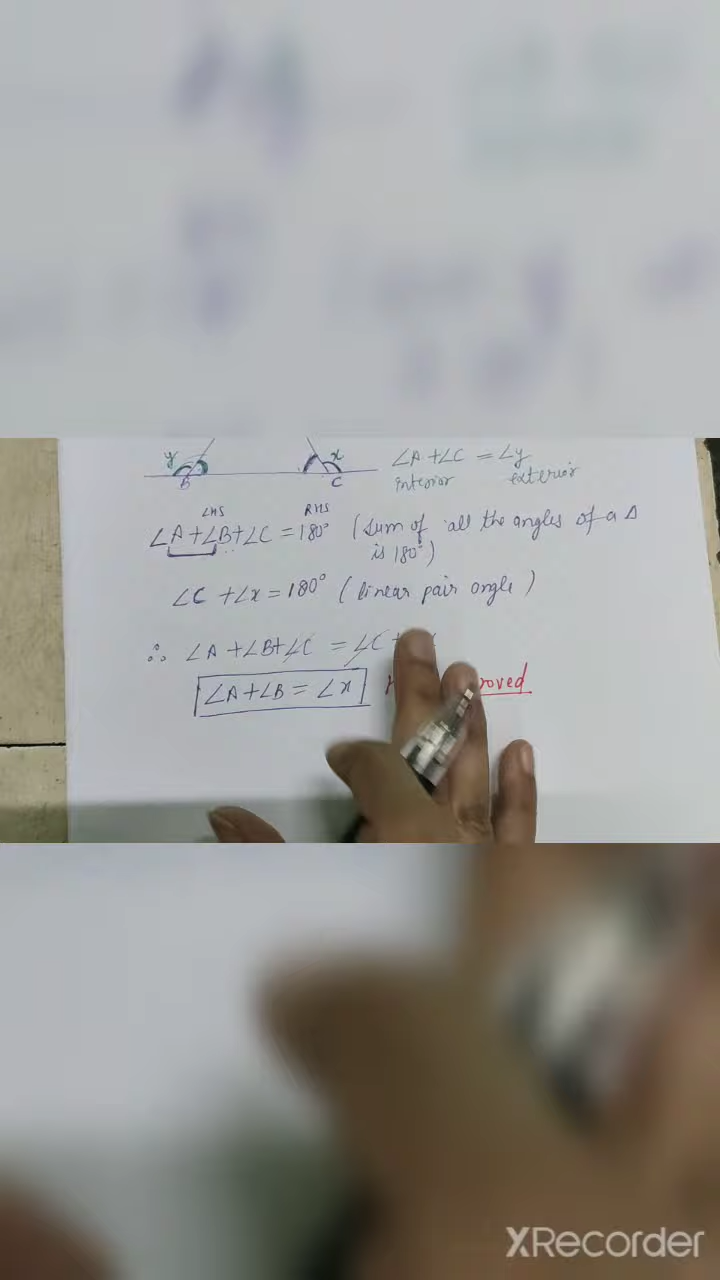 y
x
B
C
∠A + ∠C = ∠y
interior exterior
LHS RHS
∠A + ∠B + ∠C = 180° (Sum of all the angles of a Δ
is 180°)
∠C + ∠x = 180° (linear pair angle)
∴ ∠A + ∠B + ∠C = ∠C +
∠A + ∠B = ∠x
XRecorder